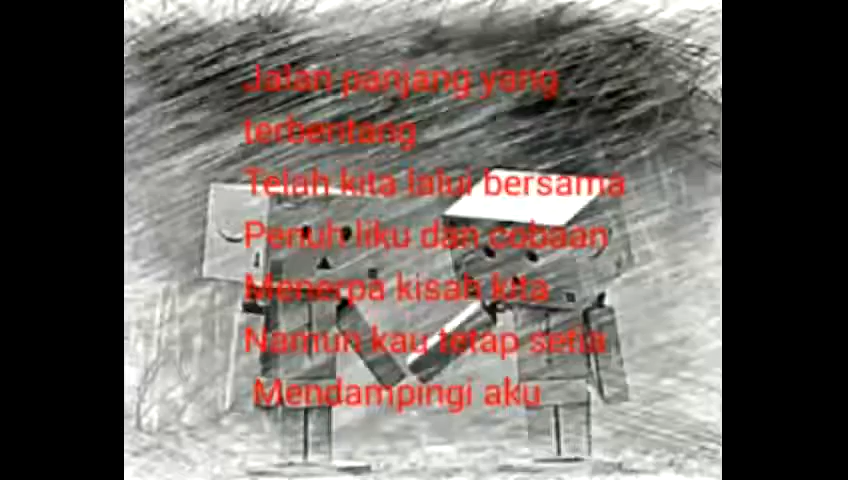 Jalan panjang yang
terbentang
Telah kita lalui bersama
Penuh liku dan cobaan
Menerpa kisah kita
Namun kau tetap setia
Mendampingi aku